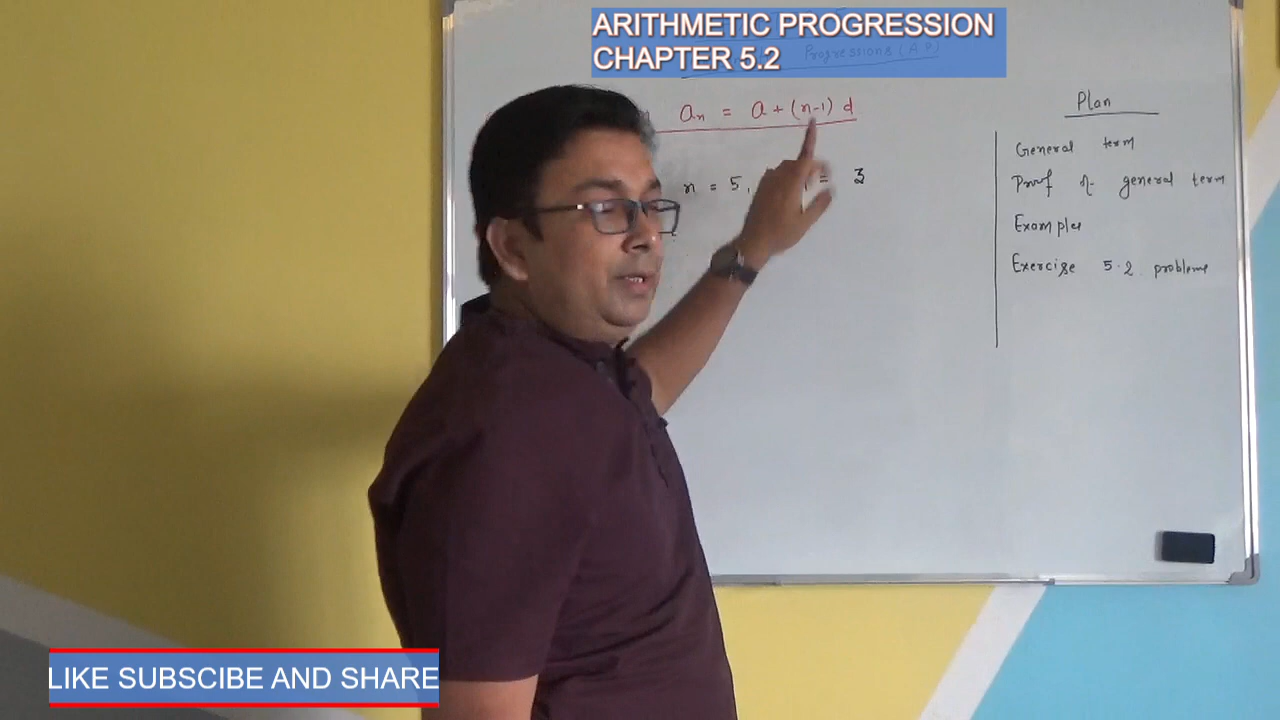 ARITHMETIC PROGRESSION
CHAPTER 5.2
Progressions (A.P)
aₙ = a + (n-1) d
n = 5, = 3
Plan
General term
Proof of general term
Examples
Exercise 5.2 problems
LIKE SUBSCIBE AND SHARE